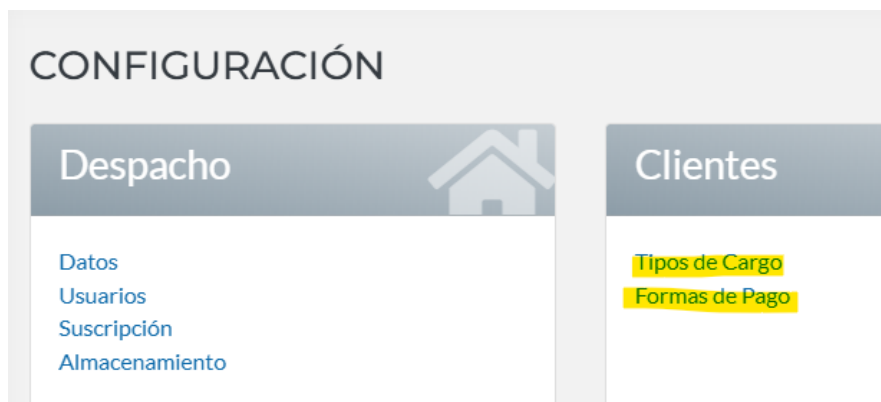 CONFIGURACIÓN
Despacho
Datos
Usuarios
Suscripción
Almacenamiento
Clientes
Tipos de Cargo
Formas de Pago